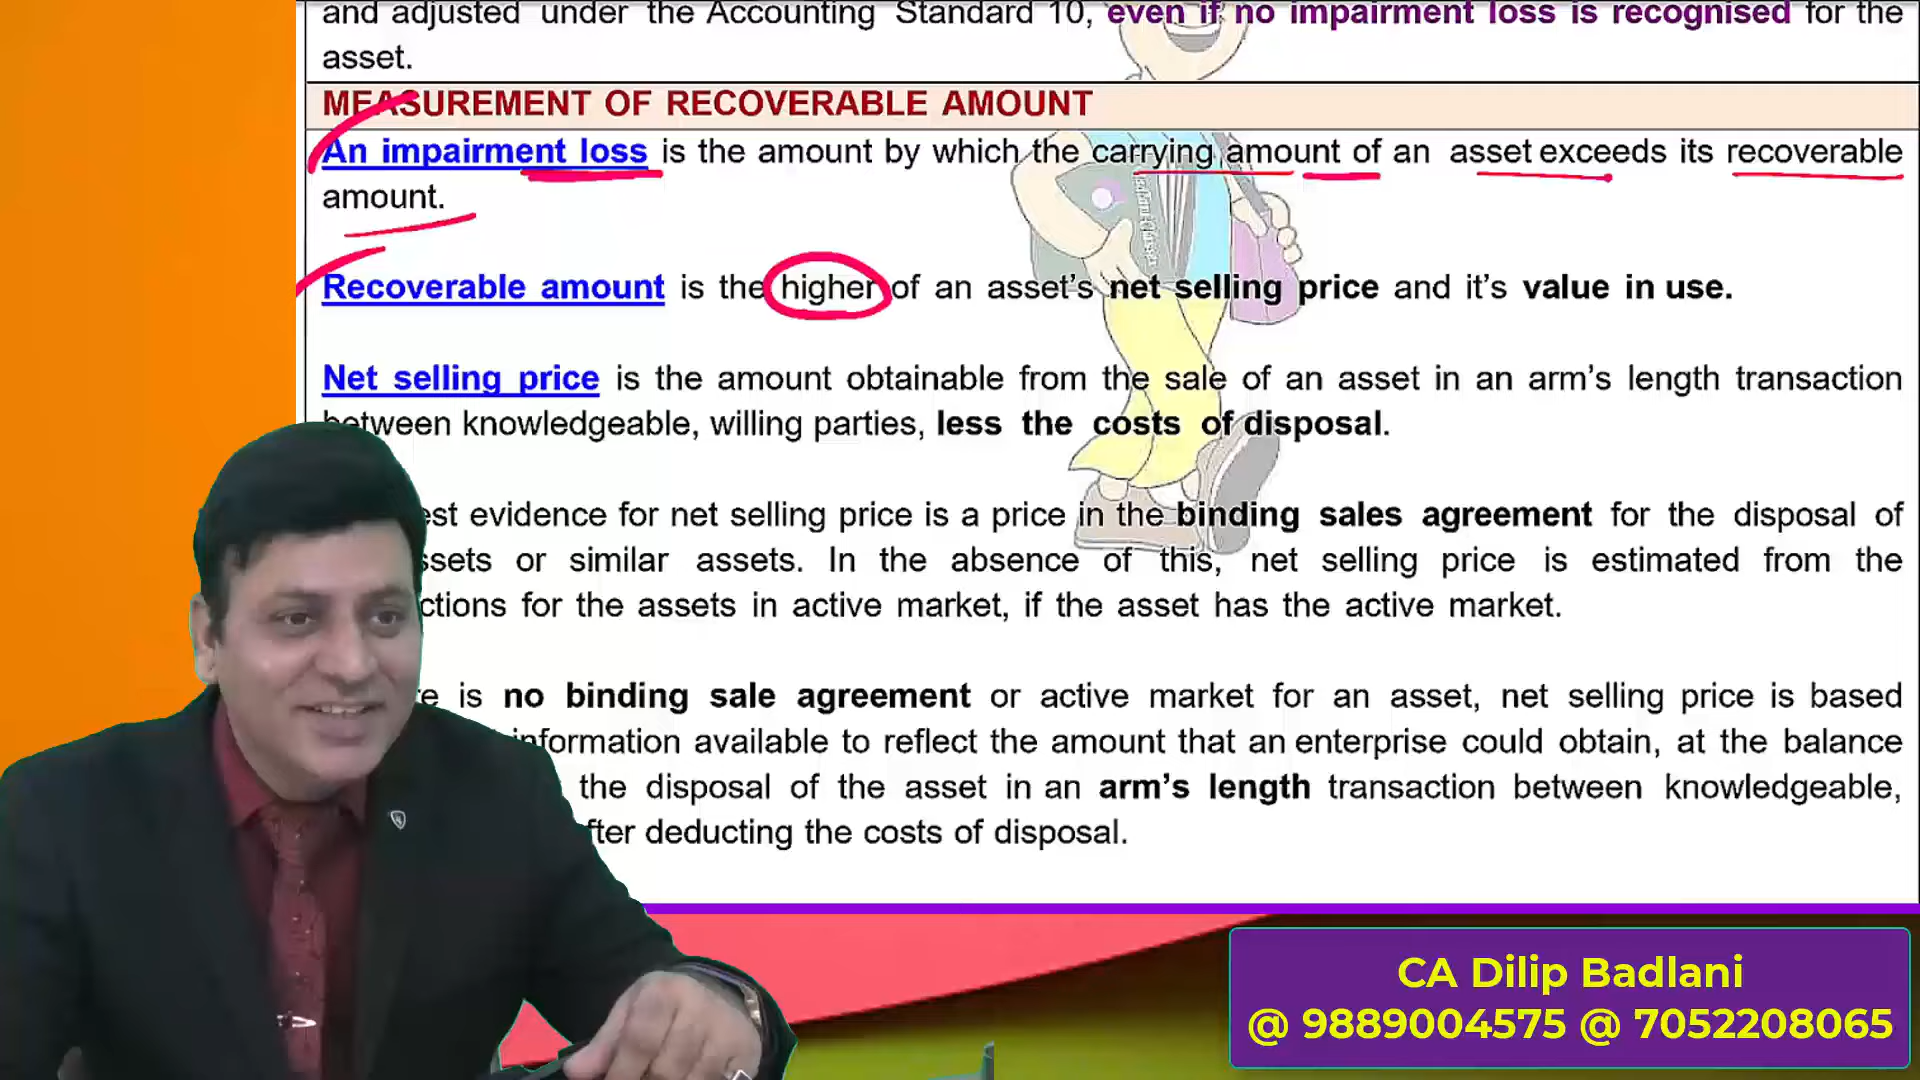 and adjusted under the Accounting Standard 10, even if no impairment loss is recognised for the
asset.
MEASUREMENT OF RECOVERABLE AMOUNT
An impairment loss is the amount by which the carrying amount of an asset exceeds its recoverable
amount.
Recoverable amount is the higher of an asset's net selling price and it's value in use.
Net selling price is the amount obtainable from the sale of an asset in an arm's length transaction
between knowledgeable, willing parties, less the costs of disposal.
evidence for net selling price is a price in the binding sales agreement for the disposal of
or similar assets. In the absence of this, net selling price is estimated from the
for the assets in active market, if the asset has the active market.
is no binding sale agreement or active market for an asset, net selling price is based
information available to reflect the amount that an enterprise could obtain, at the balance
the disposal of the asset in an arm's length transaction between knowledgeable,
deducting the costs of disposal.
CA Dilip Badlani
@ 9889004575 @ 7052208065